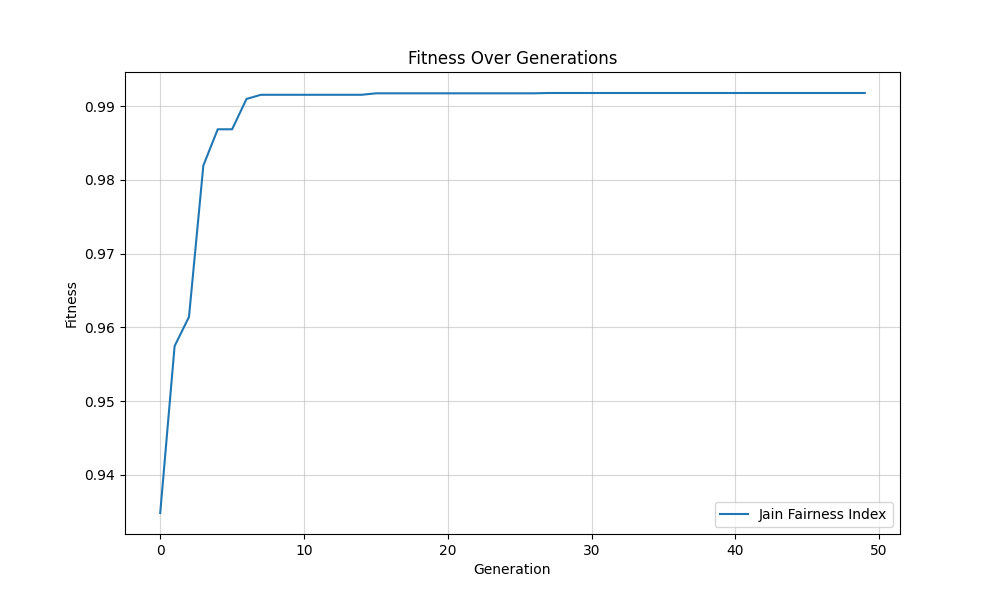 Fitness Over Generations
Fitness
0.99
0.98
0.97
0.96
0.95
0.94
Jain Fairness Index
0 10 20 30 40 50
Generation